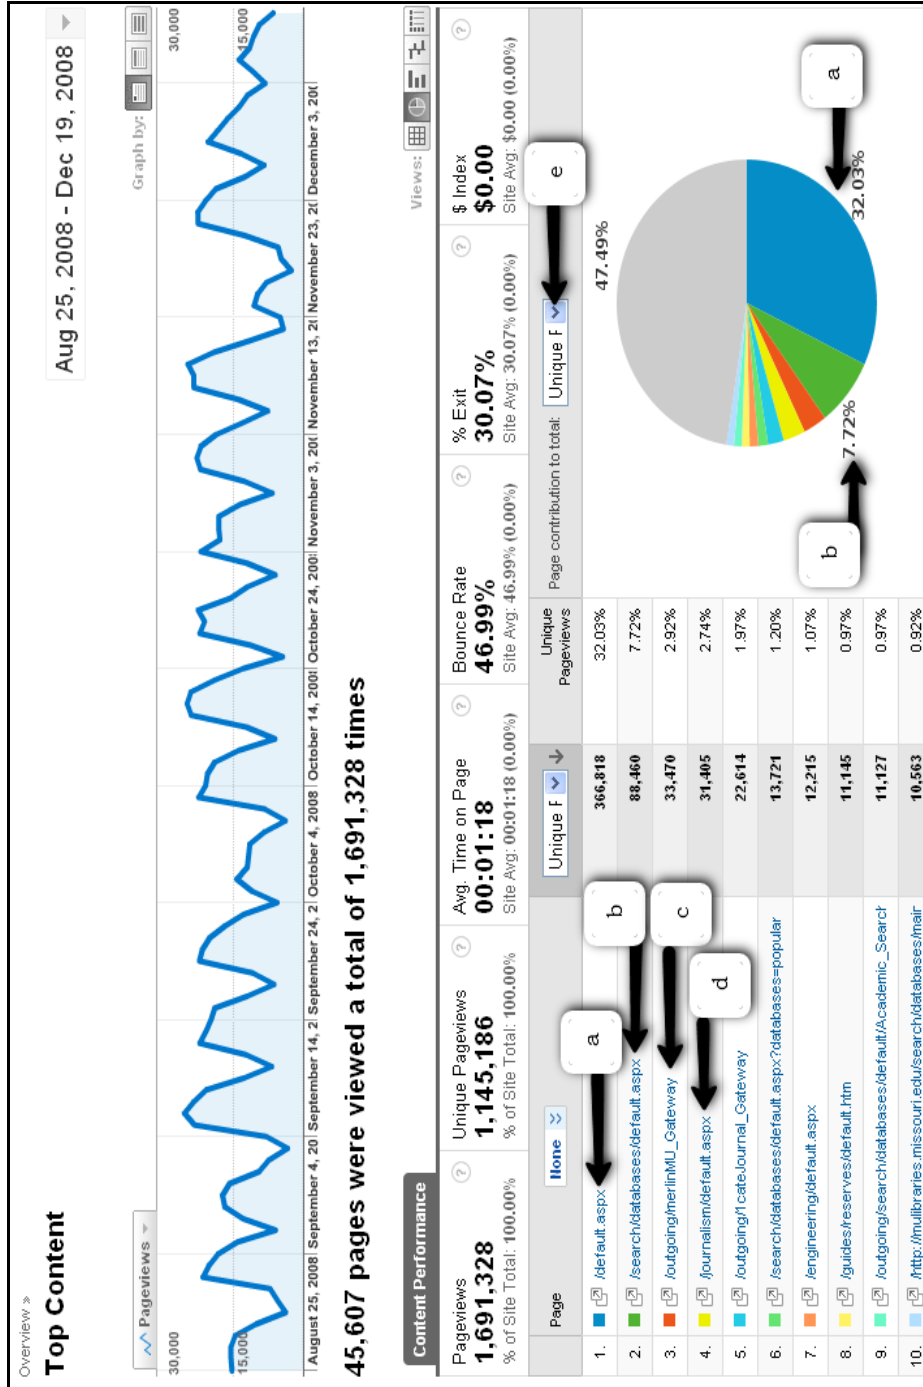 Overview »
Top Content
Aug 25, 2008 - Dec 19, 2008
Pageviews
Graph by:
30,000
30,000
15,000
15,000
August 25, 2008
September 4, 20
September 14, 2
September 24, 2
October 4, 2008
October 14, 2008
October 24, 2008
November 3, 200
November 13, 20
November 23, 20
December 3, 200
45,607 pages were viewed a total of 1,691,328 times
Content Performance
Views:
Pageviews ?
1,691,328
% of Site Total: 100.00%
Unique Pageviews ?
1,145,186
% of Site Total: 100.00%
Avg. Time on Page ?
00:01:18
Site Avg: 00:01:18 (0.00%)
Bounce Rate ?
46.99%
Site Avg: 46.99% (0.00%)
% Exit ?
30.07%
Site Avg: 30.07% (0.00%)
$ Index ?
$0.00
Site Avg: $0.00 (0.00%)
Page
None
Unique P
Unique Pageviews
Page contribution to total:
Unique P
e
1. /default.aspx a 366,818 32.03%
2. /search/databases/default.aspx b 88,460 7.72%
3. /outgoing/merlinMU_Gateway c 33,470 2.92%
4. /journalism/default.aspx d 31,405 2.74%
5. /outgoing/1cateJournal_Gateway 22,614 1.97%
6. /search/databases/default.aspx?databases=popular 13,721 1.20%
7. /engineering/default.aspx 12,215 1.07%
8. /guides/reserves/default.htm 11,145 0.97%
9. /outgoing/search/databases/default/Academic_Search 11,127 0.97%
10. /http://mulibraries.missouri.edu/search/databases/mair 10,563 0.92%
47.49%
32.03%
a
7.72%
b